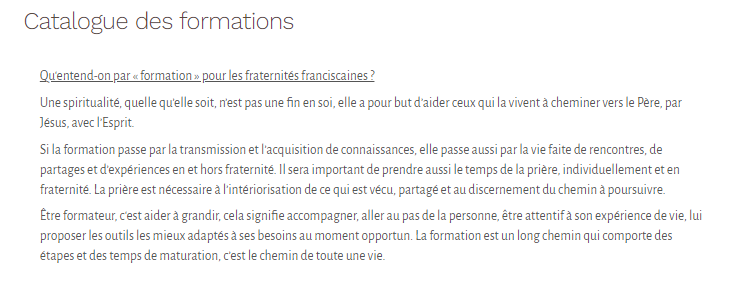 Catalogue des formations
Qu'entend-on par « formation » pour les fraternités franciscaines ?
Une spiritualité, quelle qu'elle soit, n'est pas une fin en soi, elle a pour but d'aider ceux qui la vivent à cheminer vers le Père, par
Jésus, avec l'Esprit.
Si la formation passe par la transmission et l'acquisition de connaissances, elle passe aussi par la vie faite de rencontres, de
partages et d'expériences en et hors fraternité. Il sera important de prendre aussi le temps de la prière, individuellement et en
fraternité. La prière est nécessaire à l'intériorisation de ce qui est vécu, partagé et au discernement du chemin à poursuivre.
Être formateur, c'est aider à grandir, cela signifie accompagner, aller au pas de la personne, être attentif à son expérience de vie, lui
proposer les outils les mieux adaptés à ses besoins au moment opportun. La formation est un long chemin qui comporte des
étapes et des temps de maturation, c'est le chemin de toute une vie.